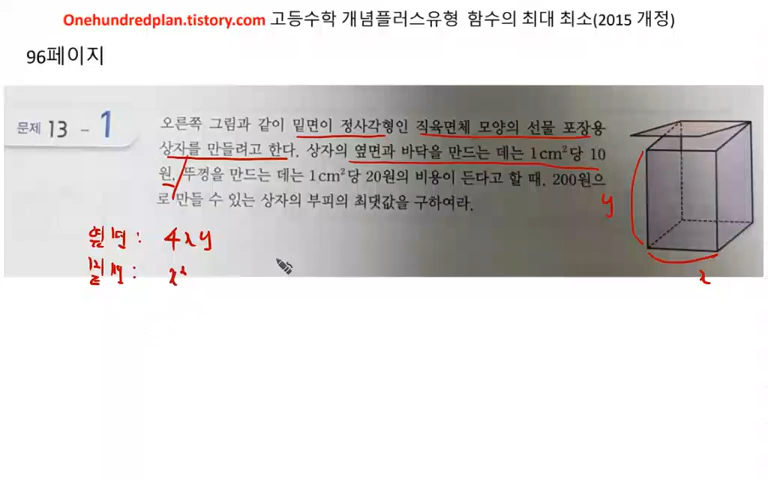 Onehundredplan.tistory.com 고등수학 개념플러스유형 함수의 최대 최소(2015 개정)
96페이지
문제 13 - 1
오른쪽 그림과 같이 밑면이 정사각형인 직육면체 모양의 선물 포장용
상자를 만들려고 한다. 상자의 옆면과 바닥을 만드는 데는 1cm²당 10
원, 뚜껑을 만드는 데는 1cm²당 20원의 비용이 든다고 할 때, 200원으
로 만들 수 있는 상자의 부피의 최댓값을 구하여라.
y
x
옆면 : 4xy
밑면 : x²